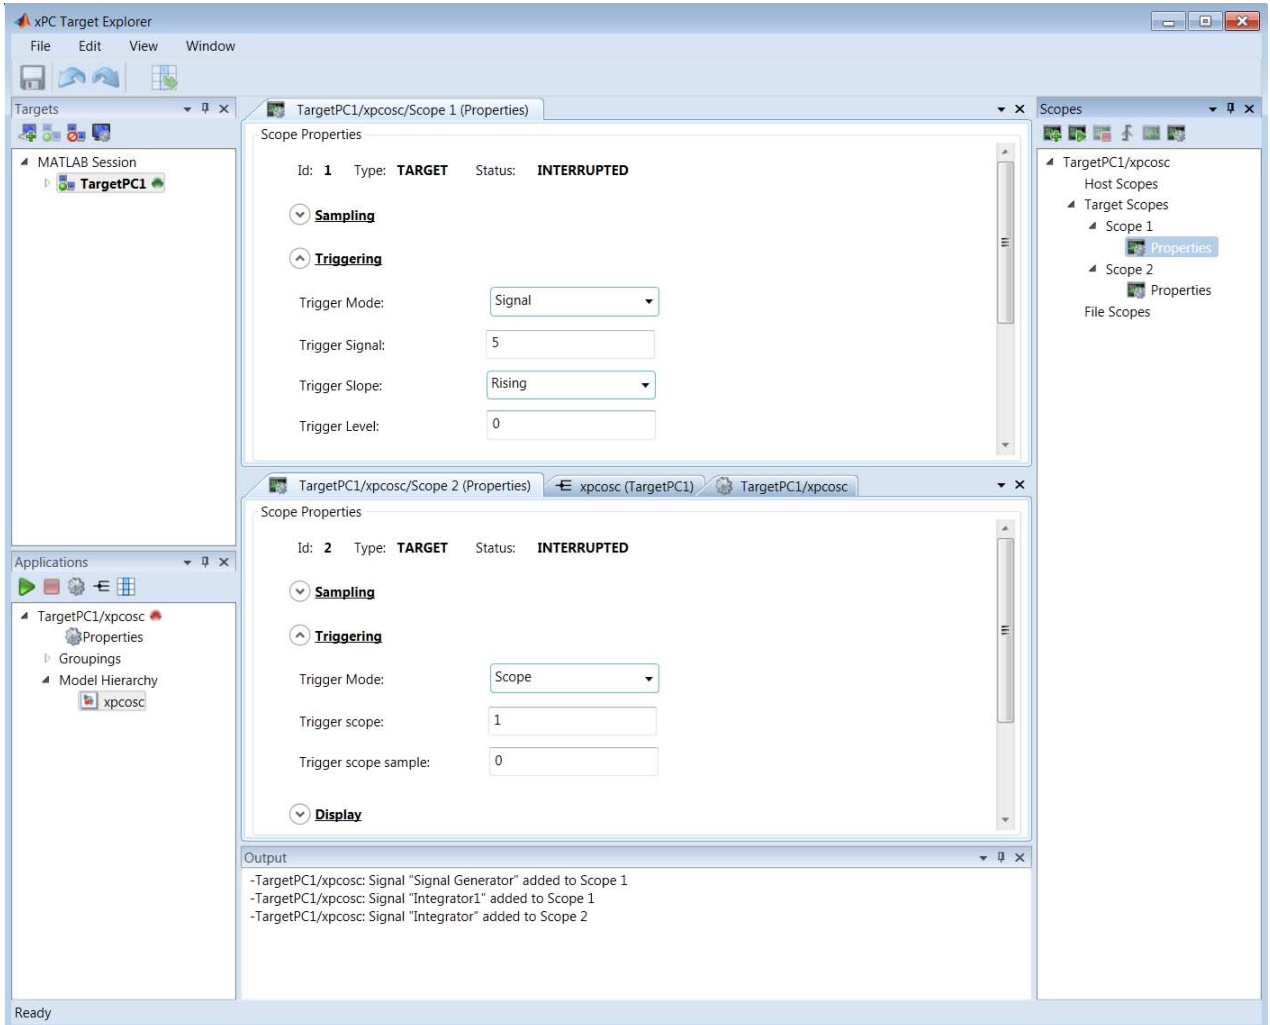 xPC Target Explorer
File Edit View Window
Targets
MATLAB Session
TargetPC1
TargetPC1/xpcosc/Scope 1 (Properties)
Scope Properties
Id: 1 Type: TARGET Status: INTERRUPTED
Sampling
Triggering
Trigger Mode: Signal
Trigger Signal: 5
Trigger Slope: Rising
Trigger Level: 0
Scopes
TargetPC1/xpcosc
Host Scopes
Target Scopes
Scope 1
Properties
Scope 2
Properties
File Scopes
TargetPC1/xpcosc/Scope 2 (Properties) xpcosc (TargetPC1) TargetPC1/xpcosc
Scope Properties
Id: 2 Type: TARGET Status: INTERRUPTED
Sampling
Triggering
Trigger Mode: Scope
Trigger scope: 1
Trigger scope sample: 0
Display
Applications
TargetPC1/xpcosc
Properties
Groupings
Model Hierarchy
xpcosc
Output
-TargetPC1/xpcosc: Signal "Signal Generator" added to Scope 1
-TargetPC1/xpcosc: Signal "Integrator1" added to Scope 1
-TargetPC1/xpcosc: Signal "Integrator" added to Scope 2
Ready